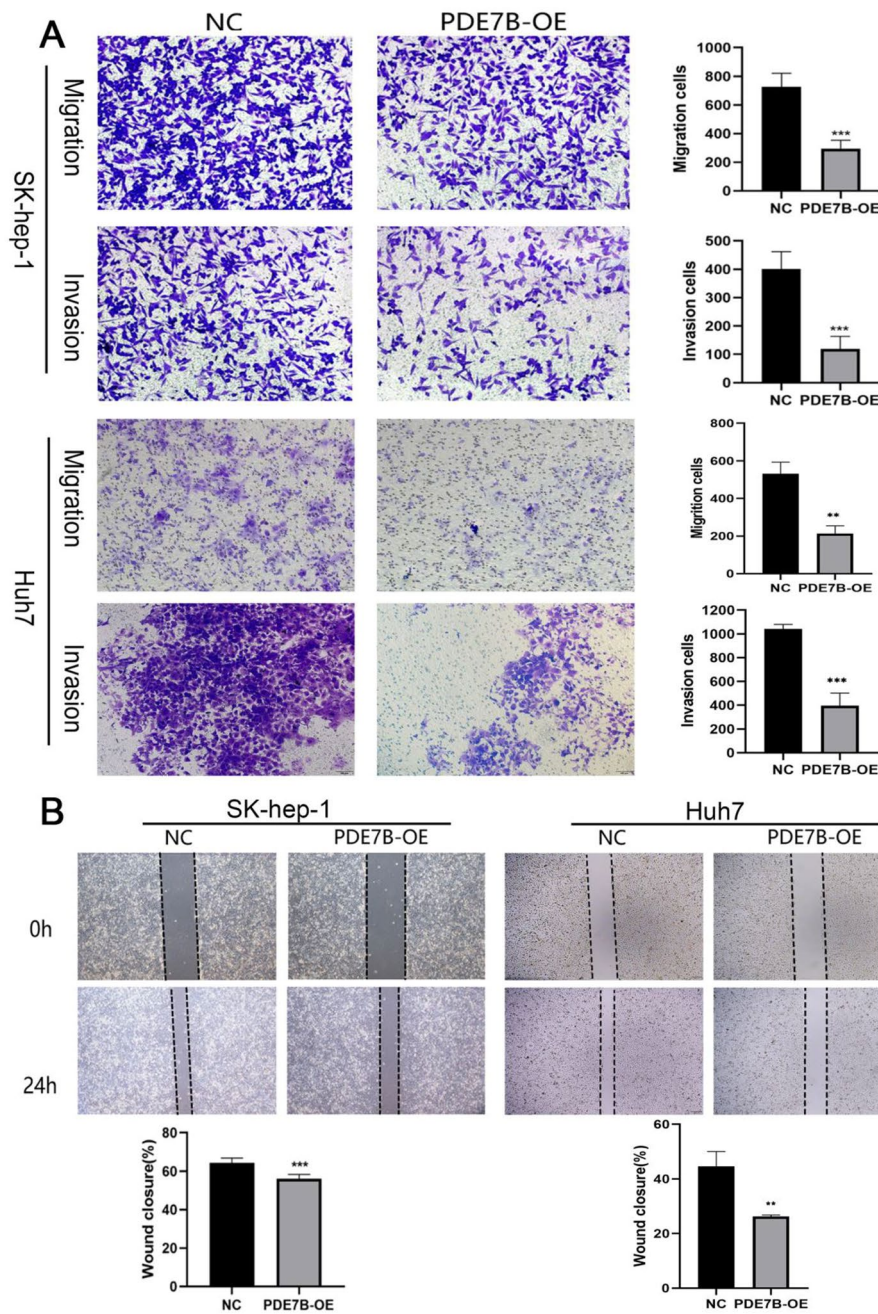 A
NC
PDE7B-OE
SK-hep-1
Migration
Invasion
Huh7
Migration
Invasion
Migration cells
1000
800
600
400
200
0
***
NC PDE7B-OE
Invasion cells
500
400
300
200
100
0
***
NC PDE7B-OE
Migrition cells
800
600
400
200
0
**
NC PDE7B-OE
Invasion cells
1200
1000
800
600
400
200
0
***
NC PDE7B-OE
B
SK-hep-1
Huh7
NC
PDE7B-OE
NC
PDE7B-OE
0h
24h
Wound closure(%)
80
60
40
20
0
***
NC PDE7B-OE
Wound closure(%)
60
40
20
0
**
NC PDE7B-OE